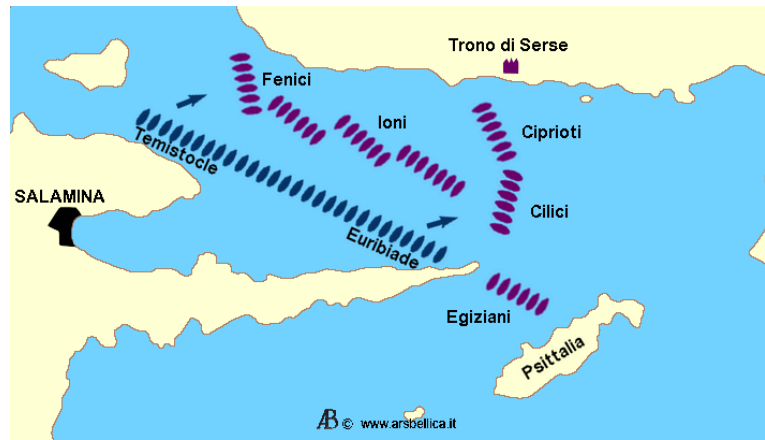 Trono di Serse
Fenici
Ioni
Ciprioti
Temistocle
SALAMINA
Cilici
Euribiade
Egiziani
Psittalia
AB © www.arsbellica.it